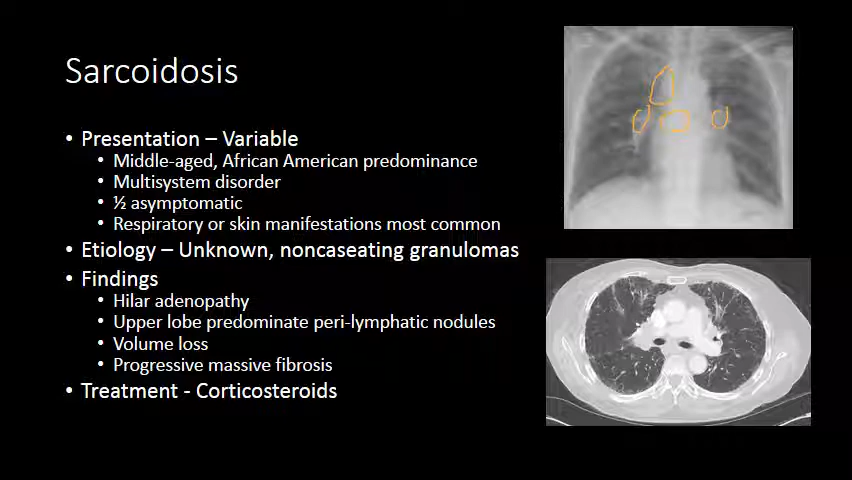 Sarcoidosis
• Presentation – Variable
• Middle-aged, African American predominance
• Multisystem disorder
• ½ asymptomatic
• Respiratory or skin manifestations most common
• Etiology – Unknown, noncaseating granulomas
• Findings
• Hilar adenopathy
• Upper lobe predominate peri-lymphatic nodules
• Volume loss
• Progressive massive fibrosis
• Treatment - Corticosteroids